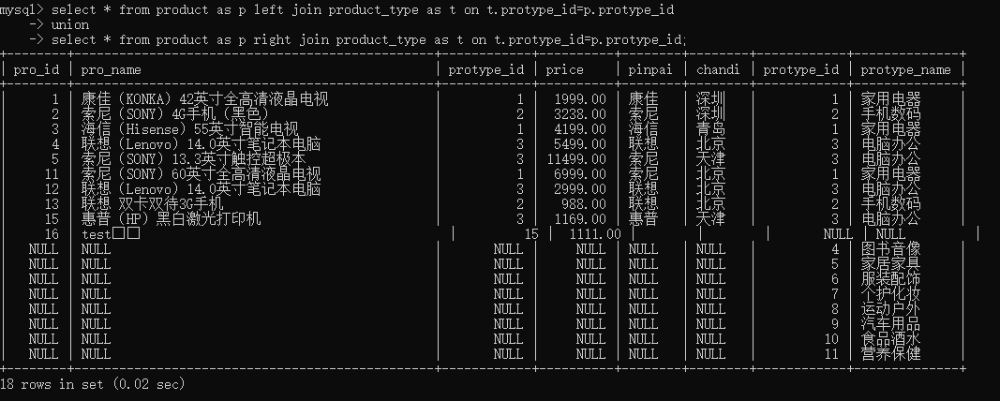 mysql> select * from product as p left join product_type as t on t.protype_id=p.protype_id
    -> union
    -> select * from product as p right join product_type as t on t.protype_id=p.protype_id;
| pro_id | pro_name | protype_id | price | pinpai | chandi | protype_id | protype_name |
| 1 | 康佳(KONKA) 42英寸全高清液晶电视 | 1 | 1999.00 | 康佳 | 深圳 | 1 | 家用电器 |
| 2 | 索尼(SONY) 4G手机(黑色) | 2 | 3238.00 | 索尼 | 深圳 | 2 | 手机数码 |
| 3 | 海信(Hisense) 55英寸智能电视 | 1 | 4199.00 | 海信 | 青岛 | 1 | 家用电器 |
| 4 | 联想(Lenovo) 14.0英寸笔记本电脑 | 3 | 5499.00 | 联想 | 北京 | 3 | 电脑办公 |
| 5 | 索尼(SONY) 13.3英寸触控超极本 | 3 | 11499.00 | 索尼 | 天津 | 3 | 电脑办公 |
| 11 | 索尼(SONY) 60英寸全高清液晶电视 | 1 | 6999.00 | 索尼 | 北京 | 1 | 家用电器 |
| 12 | 联想(Lenovo) 14.0英寸笔记本电脑 | 3 | 2999.00 | 联想 | 北京 | 3 | 电脑办公 |
| 13 | 联想 双卡双待3G手机 | 2 | 988.00 | 联想 | 北京 | 2 | 手机数码 |
| 15 | 惠普(HP) 黑白激光打印机 | 3 | 1169.00 | 惠普 | 天津 | 3 | 电脑办公 |
| 16 | test□□ | 15 | 1111.00 | | | NULL | NULL |
| NULL | NULL | NULL | NULL | NULL | NULL | 4 | 图书音像 |
| NULL | NULL | NULL | NULL | NULL | NULL | 5 | 家居家具 |
| NULL | NULL | NULL | NULL | NULL | NULL | 6 | 服装配饰 |
| NULL | NULL | NULL | NULL | NULL | NULL | 7 | 个护化妆 |
| NULL | NULL | NULL | NULL | NULL | NULL | 8 | 运动户外 |
| NULL | NULL | NULL | NULL | NULL | NULL | 9 | 汽车用品 |
| NULL | NULL | NULL | NULL | NULL | NULL | 10 | 食品酒水 |
| NULL | NULL | NULL | NULL | NULL | NULL | 11 | 营养保健 |
18 rows in set (0.02 sec)